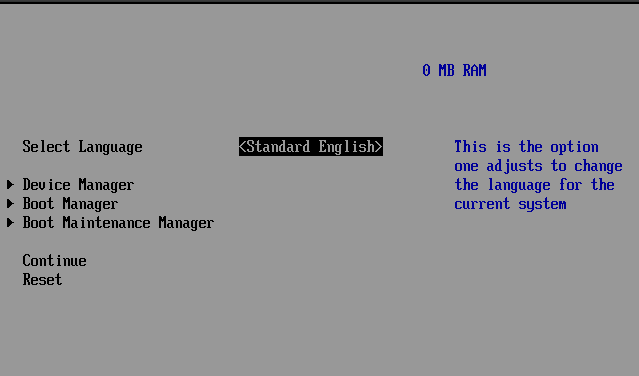 0 MB RAM
Select Language <Standard English> This is the option
one adjusts to change
Device Manager the language for the
Boot Manager current system
Boot Maintenance Manager
Continue
Reset